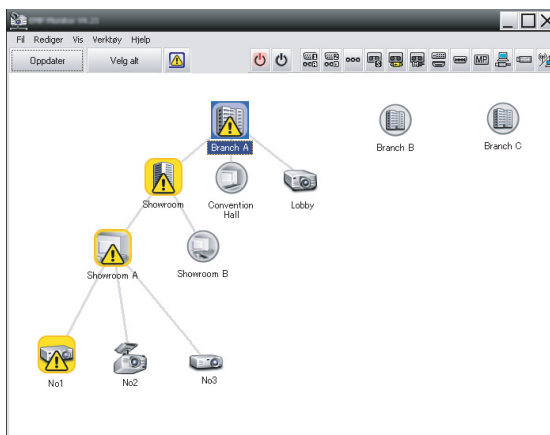 Fil Rediger Vis Verktøy Hjelp
Oppdater Velg alt
MP
Branch A
Branch B
Branch C
Showroom
Convention
Hall
Lobby
Showroom A
Showroom B
No1
No2
No3